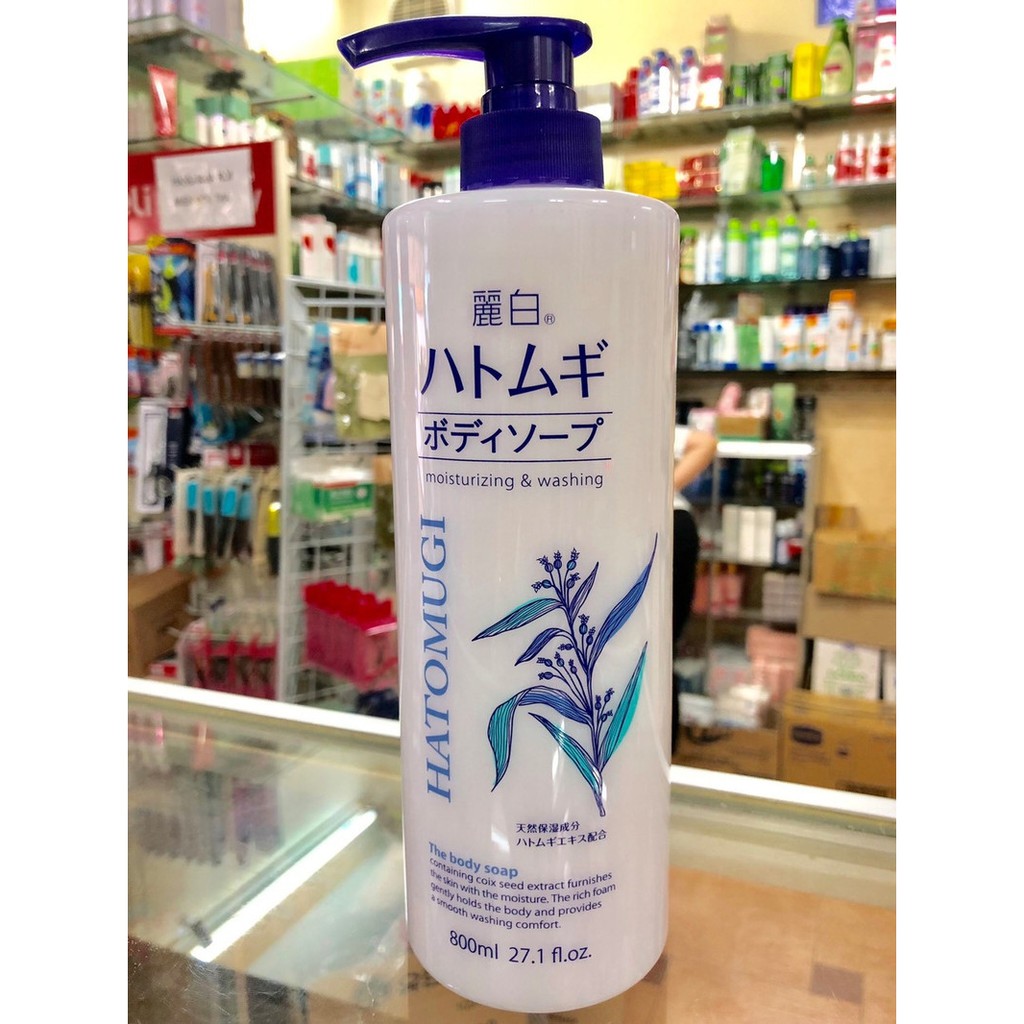 麗白®
ハトムギ
ボディソープ
moisturizing & washing
HATOMUGI
天然保湿成分
ハトムギエキス配合
The body soap
containing coix seed extract furnishes
the skin with the moisture. The rich foam
gently holds the body and provides
a smooth washing comfort.
800ml 27.1 fl.oz.